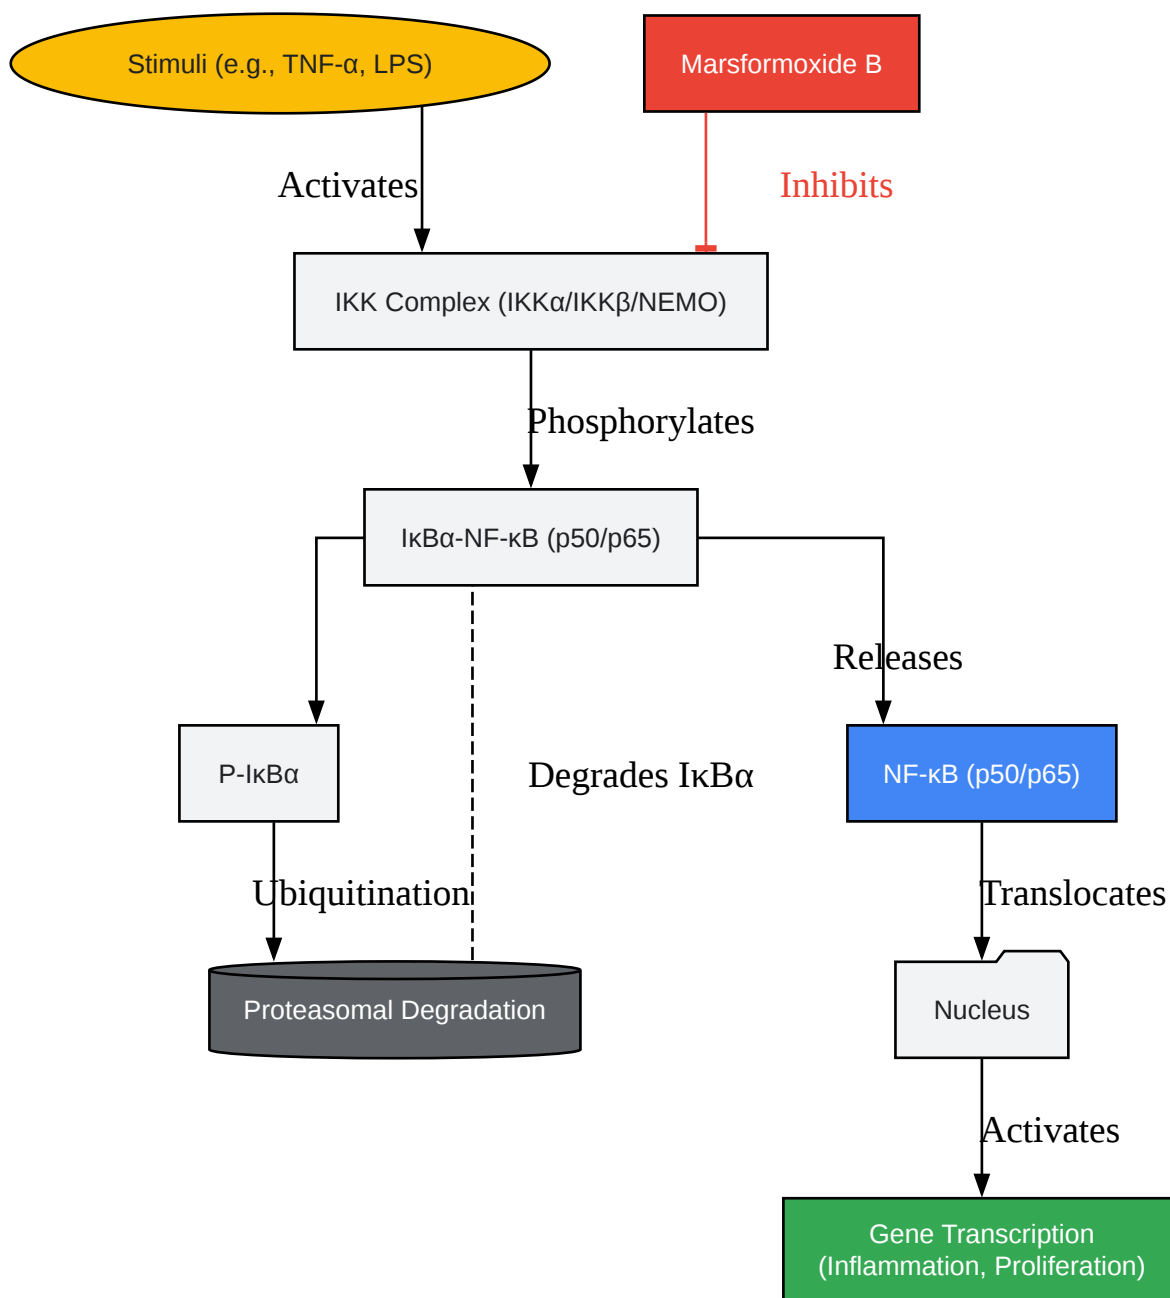 Stimuli (e.g., TNF-α, LPS)
Marsformoxide B
Activates
Inhibits
IKK Complex (IKKα/IKKβ/NEMO)
Phosphorylates
IκBα-NF-κB (p50/p65)
Releases
P-IκBα
Degrades IκBα
NF-κB (p50/p65)
Ubiquitination
Translocates
Proteasomal Degradation
Nucleus
Activates
Gene Transcription
(Inflammation, Proliferation)